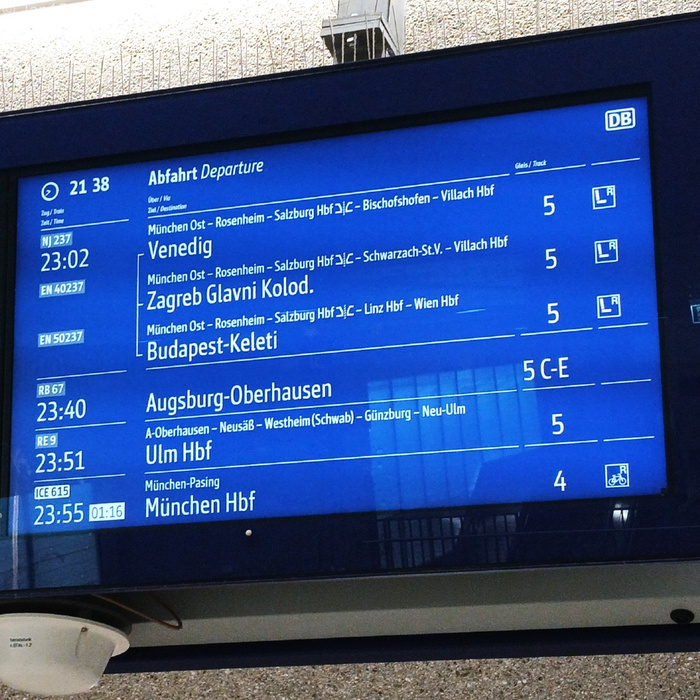 DB
21 38
Abfahrt Departure
Zug / Train
Zeit / Time
Über / Via
Ziel / Destination
Gleis / Track
NJ 237
23:02
München Ost – Rosenheim – Salzburg Hbf – Bischofshofen – Villach Hbf
Venedig
5
EN 40237
München Ost – Rosenheim – Salzburg Hbf – Schwarzach-St.V. – Villach Hbf
Zagreb Glavni Kolod.
5
EN 50237
München Ost – Rosenheim – Salzburg Hbf – Linz Hbf – Wien Hbf
Budapest-Keleti
5
RB 67
23:40
Augsburg-Oberhausen
5 C-E
RE 9
23:51
A-Oberhausen – Neusäß – Westheim(Schwab) – Günzburg – Neu-Ulm
Ulm Hbf
5
ICE 615
23:55 01:16
München-Pasing
München Hbf
4